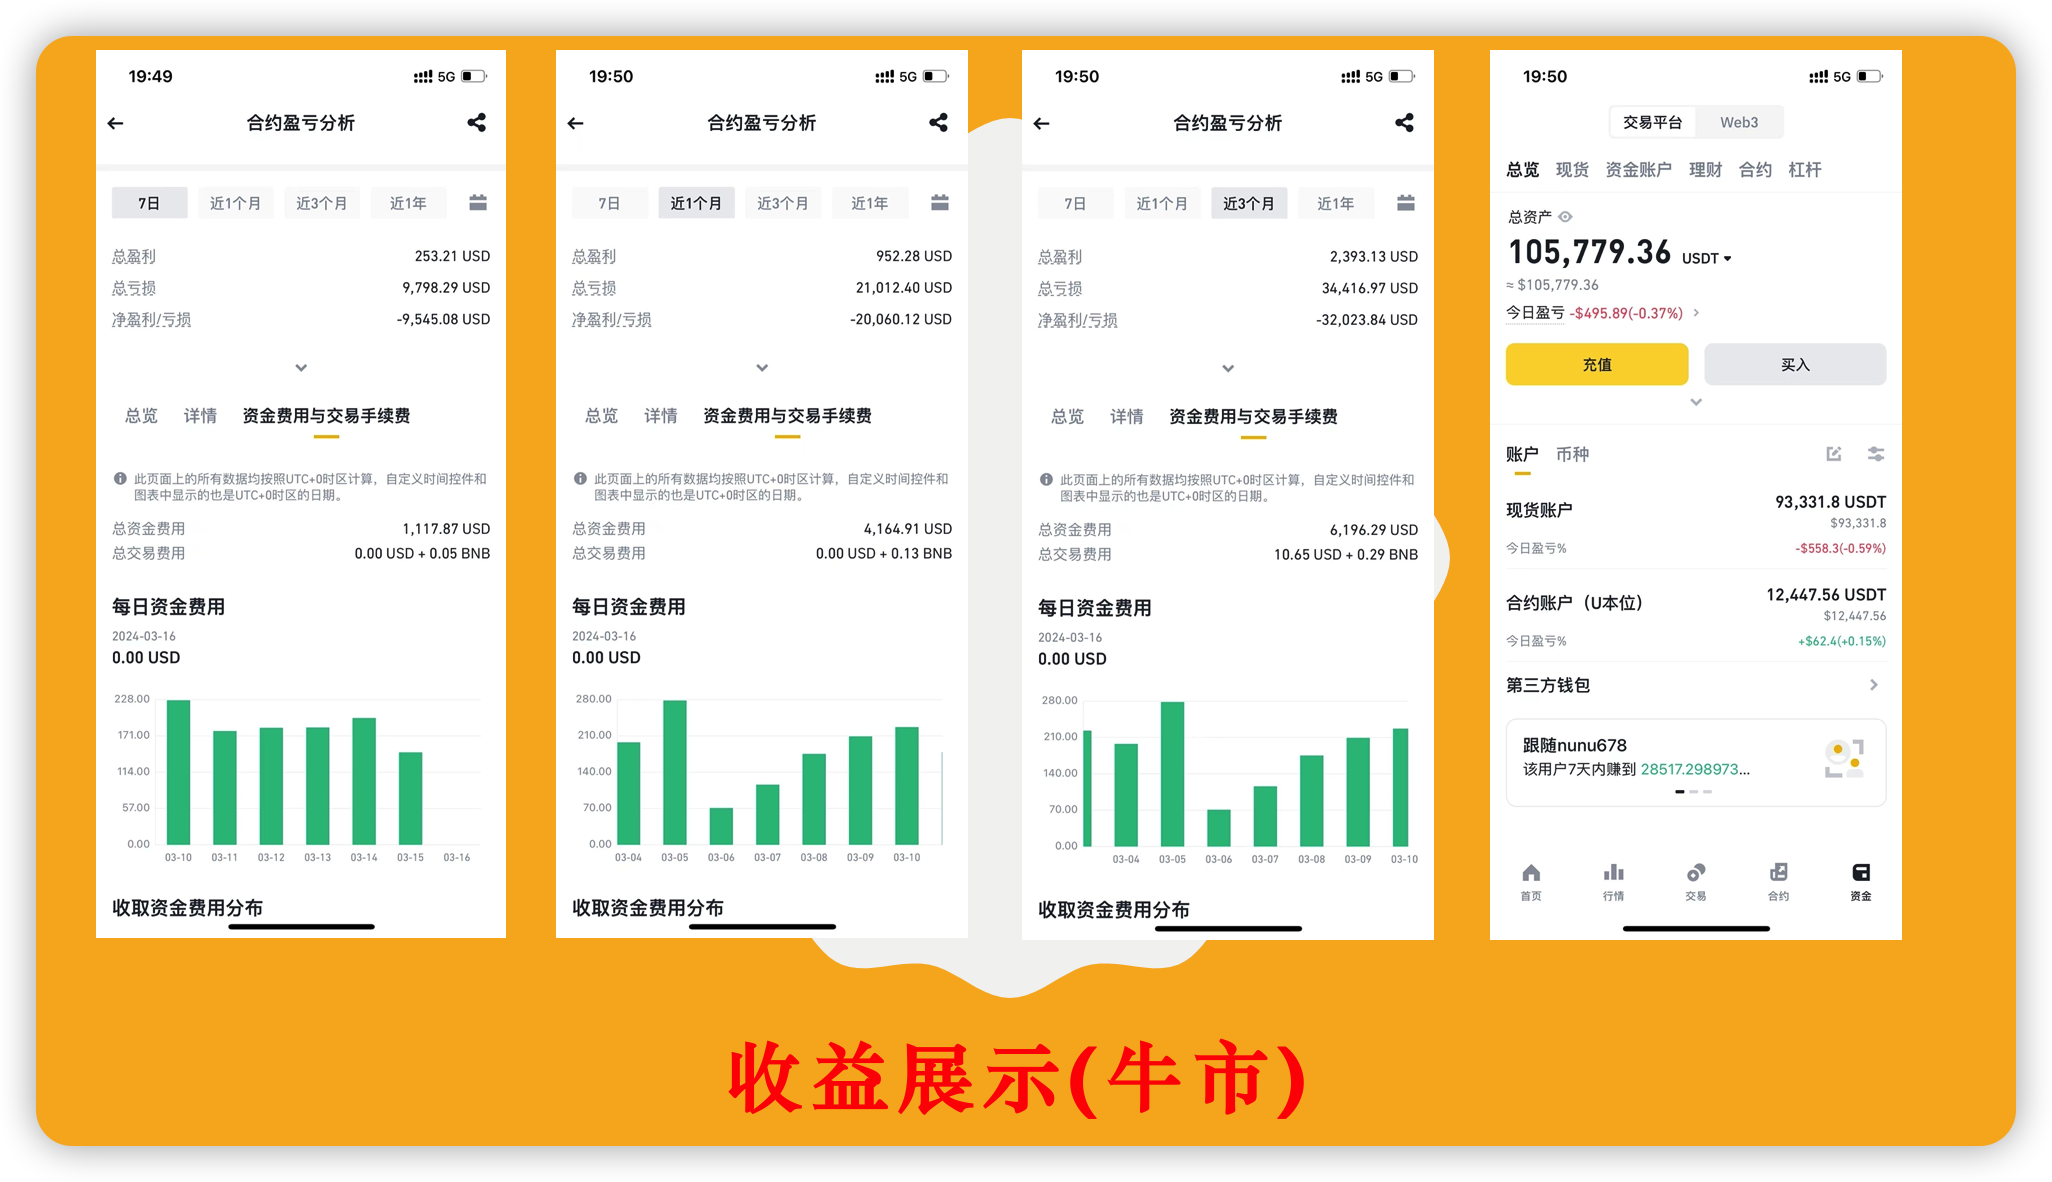 19:49
5G
合约盈亏分析
7日 近1个月 近3个月 近1年
总盈利 253.21 USD
总亏损 9,798.29 USD
净盈利/亏损 -9,545.08 USD
总览 详情 资金费用与交易手续费
此页面上的所有数据均按照UTC+0时区计算，自定义时间控件和
图表中显示的也是UTC+0时区的日期。
总资金费用 1,117.87 USD
总交易费用 0.00 USD + 0.05 BNB
每日资金费用
2024-03-16
0.00 USD
228.00
171.00
114.00
57.00
0.00
03-10 03-11 03-12 03-13 03-14 03-15 03-16
收取资金费用分布
19:50
5G
合约盈亏分析
7日 近1个月 近3个月 近1年
总盈利 952.28 USD
总亏损 21,012.40 USD
净盈利/亏损 -20,060.12 USD
总览 详情 资金费用与交易手续费
此页面上的所有数据均按照UTC+0时区计算，自定义时间控件和
图表中显示的也是UTC+0时区的日期。
总资金费用 4,164.91 USD
总交易费用 0.00 USD + 0.13 BNB
每日资金费用
2024-03-16
0.00 USD
280.00
210.00
140.00
70.00
0.00
03-04 03-05 03-06 03-07 03-08 03-09 03-10
收取资金费用分布
19:50
5G
合约盈亏分析
7日 近1个月 近3个月 近1年
总盈利 2,393.13 USD
总亏损 34,416.97 USD
净盈利/亏损 -32,023.84 USD
总览 详情 资金费用与交易手续费
此页面上的所有数据均按照UTC+0时区计算，自定义时间控件和
图表中显示的也是UTC+0时区的日期。
总资金费用 6,196.29 USD
总交易费用 10.65 USD + 0.29 BNB
每日资金费用
2024-03-16
0.00 USD
280.00
210.00
140.00
70.00
0.00
03-04 03-05 03-06 03-07 03-08 03-09 03-10
收取资金费用分布
19:50
5G
交易平台 Web3
总览 现货 资金账户 理财 合约 杠杆
总资产
105,779.36 USDT
≈ $105,779.36
今日盈亏 -$495.89(-0.37%)
充值 买入
账户 币种
现货账户 93,331.8 USDT
$93,331.8
今日盈亏% -$558.3(-0.59%)
合约账户（U本位） 12,447.56 USDT
$12,447.56
今日盈亏% +$62.4(+0.15%)
第三方钱包
跟随nunu678
该用户7天内赚到 28517.298973...
首页 行情 交易 合约 资金
收益展示(牛市)